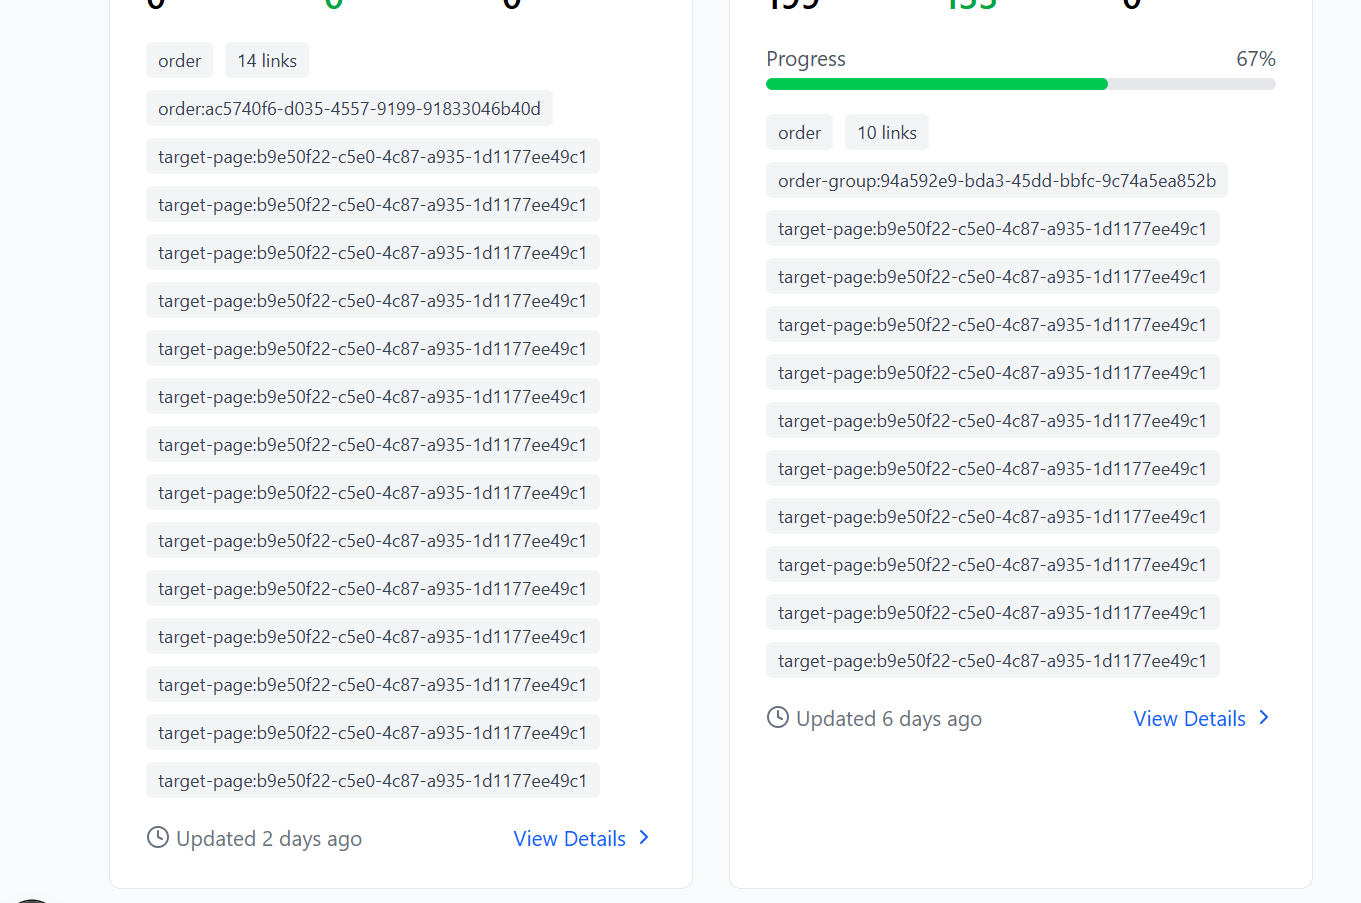 order 14 links
order:ac5740f6-d035-4557-9199-91833046b40d
target-page:b9e50f22-c5e0-4c87-a935-1d1177ee49c1
target-page:b9e50f22-c5e0-4c87-a935-1d1177ee49c1
target-page:b9e50f22-c5e0-4c87-a935-1d1177ee49c1
target-page:b9e50f22-c5e0-4c87-a935-1d1177ee49c1
target-page:b9e50f22-c5e0-4c87-a935-1d1177ee49c1
target-page:b9e50f22-c5e0-4c87-a935-1d1177ee49c1
target-page:b9e50f22-c5e0-4c87-a935-1d1177ee49c1
target-page:b9e50f22-c5e0-4c87-a935-1d1177ee49c1
target-page:b9e50f22-c5e0-4c87-a935-1d1177ee49c1
target-page:b9e50f22-c5e0-4c87-a935-1d1177ee49c1
target-page:b9e50f22-c5e0-4c87-a935-1d1177ee49c1
target-page:b9e50f22-c5e0-4c87-a935-1d1177ee49c1
target-page:b9e50f22-c5e0-4c87-a935-1d1177ee49c1
target-page:b9e50f22-c5e0-4c87-a935-1d1177ee49c1
Updated 2 days ago View Details
Progress 67%
order 10 links
order-group:94a592e9-bda3-45dd-bbfc-9c74a5ea852b
target-page:b9e50f22-c5e0-4c87-a935-1d1177ee49c1
target-page:b9e50f22-c5e0-4c87-a935-1d1177ee49c1
target-page:b9e50f22-c5e0-4c87-a935-1d1177ee49c1
target-page:b9e50f22-c5e0-4c87-a935-1d1177ee49c1
target-page:b9e50f22-c5e0-4c87-a935-1d1177ee49c1
target-page:b9e50f22-c5e0-4c87-a935-1d1177ee49c1
target-page:b9e50f22-c5e0-4c87-a935-1d1177ee49c1
target-page:b9e50f22-c5e0-4c87-a935-1d1177ee49c1
target-page:b9e50f22-c5e0-4c87-a935-1d1177ee49c1
target-page:b9e50f22-c5e0-4c87-a935-1d1177ee49c1
Updated 6 days ago View Details